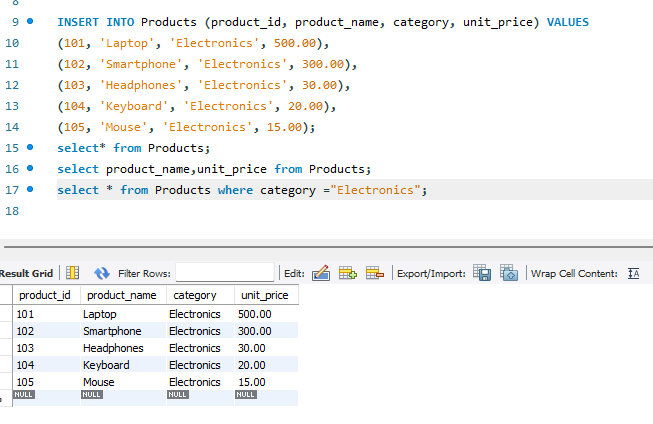 8
9 INSERT INTO Products (product_id, product_name, category, unit_price) VALUES
10 (101, 'Laptop', 'Electronics', 500.00),
11 (102, 'Smartphone', 'Electronics', 300.00),
12 (103, 'Headphones', 'Electronics', 30.00),
13 (104, 'Keyboard', 'Electronics', 20.00),
14 (105, 'Mouse', 'Electronics', 15.00);
15 select* from Products;
16 select product_name,unit_price from Products;
17 select * from Products where category ="Electronics";
18
Result Grid Filter Rows: Edit: Export/Import: Wrap Cell Content: IA
product_id product_name category unit_price
101 Laptop Electronics 500.00
102 Smartphone Electronics 300.00
103 Headphones Electronics 30.00
104 Keyboard Electronics 20.00
105 Mouse Electronics 15.00
NULL NULL NULL NULL